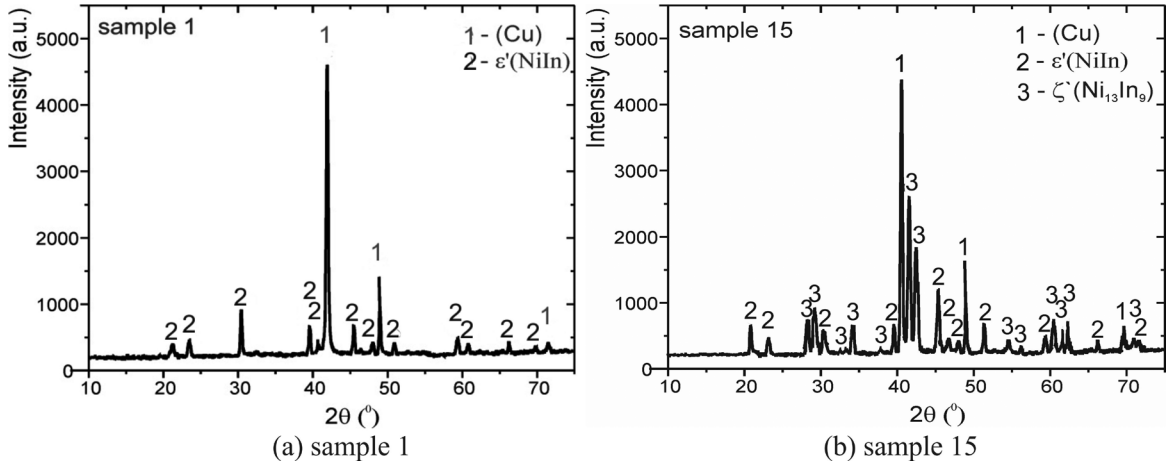 sample 1
1
1 - (Cu)
2 - ε'(NiIn)
Intensity (a.u.)
5000
4000
3000
2000
1000
0
2 2 2 2 2 2 2 2 1 2 2 2 2 1
10 20 30 40 50 60 70
2θ (°)
(a) sample 1
sample 15
1 - (Cu)
2 - ε'(NiIn)
3 - ζ`(Ni₁₃In₉)
Intensity (a.u.)
5000
4000
3000
2000
1000
0
2 2 3 3 2 3 3 3 2 1 3 3 2 2 2 1 2 3 3 2 3 3 3 2 1 3 2
10 20 30 40 50 60 70
2θ (°)
(b) sample 15